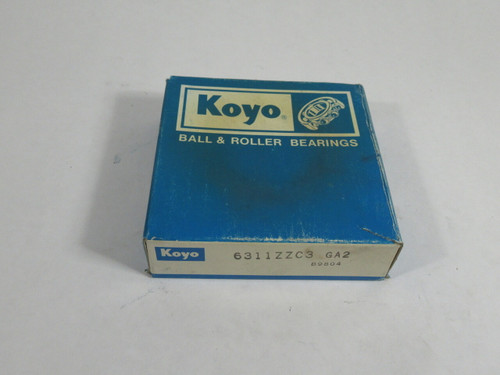 Koyo
BALL & ROLLER BEARINGS
Koyo 6311ZZC3 GA2